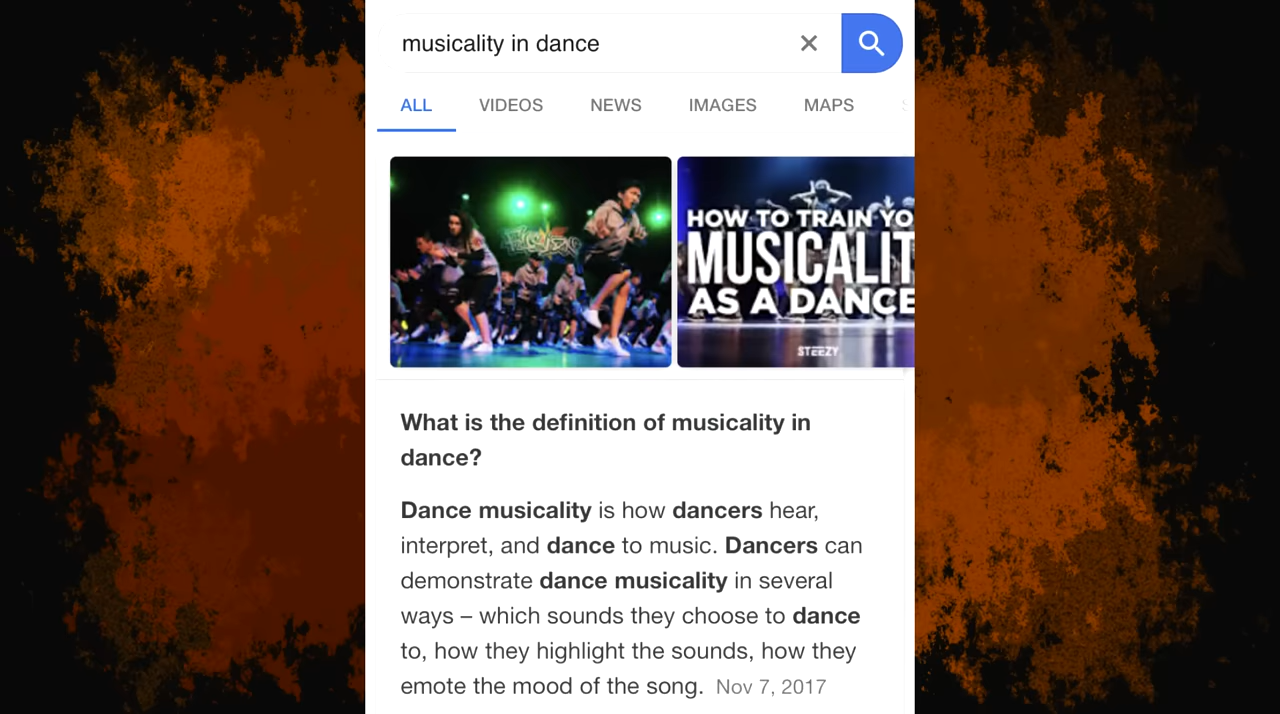 musicality in dance
ALL VIDEOS NEWS IMAGES MAPS
HOW TO TRAIN YO
MUSICALIT
AS A DANCE
STEEZY
What is the definition of musicality in
dance?
Dance musicality is how dancers hear,
interpret, and dance to music. Dancers can
demonstrate dance musicality in several
ways – which sounds they choose to dance
to, how they highlight the sounds, how they
emote the mood of the song. Nov 7, 2017